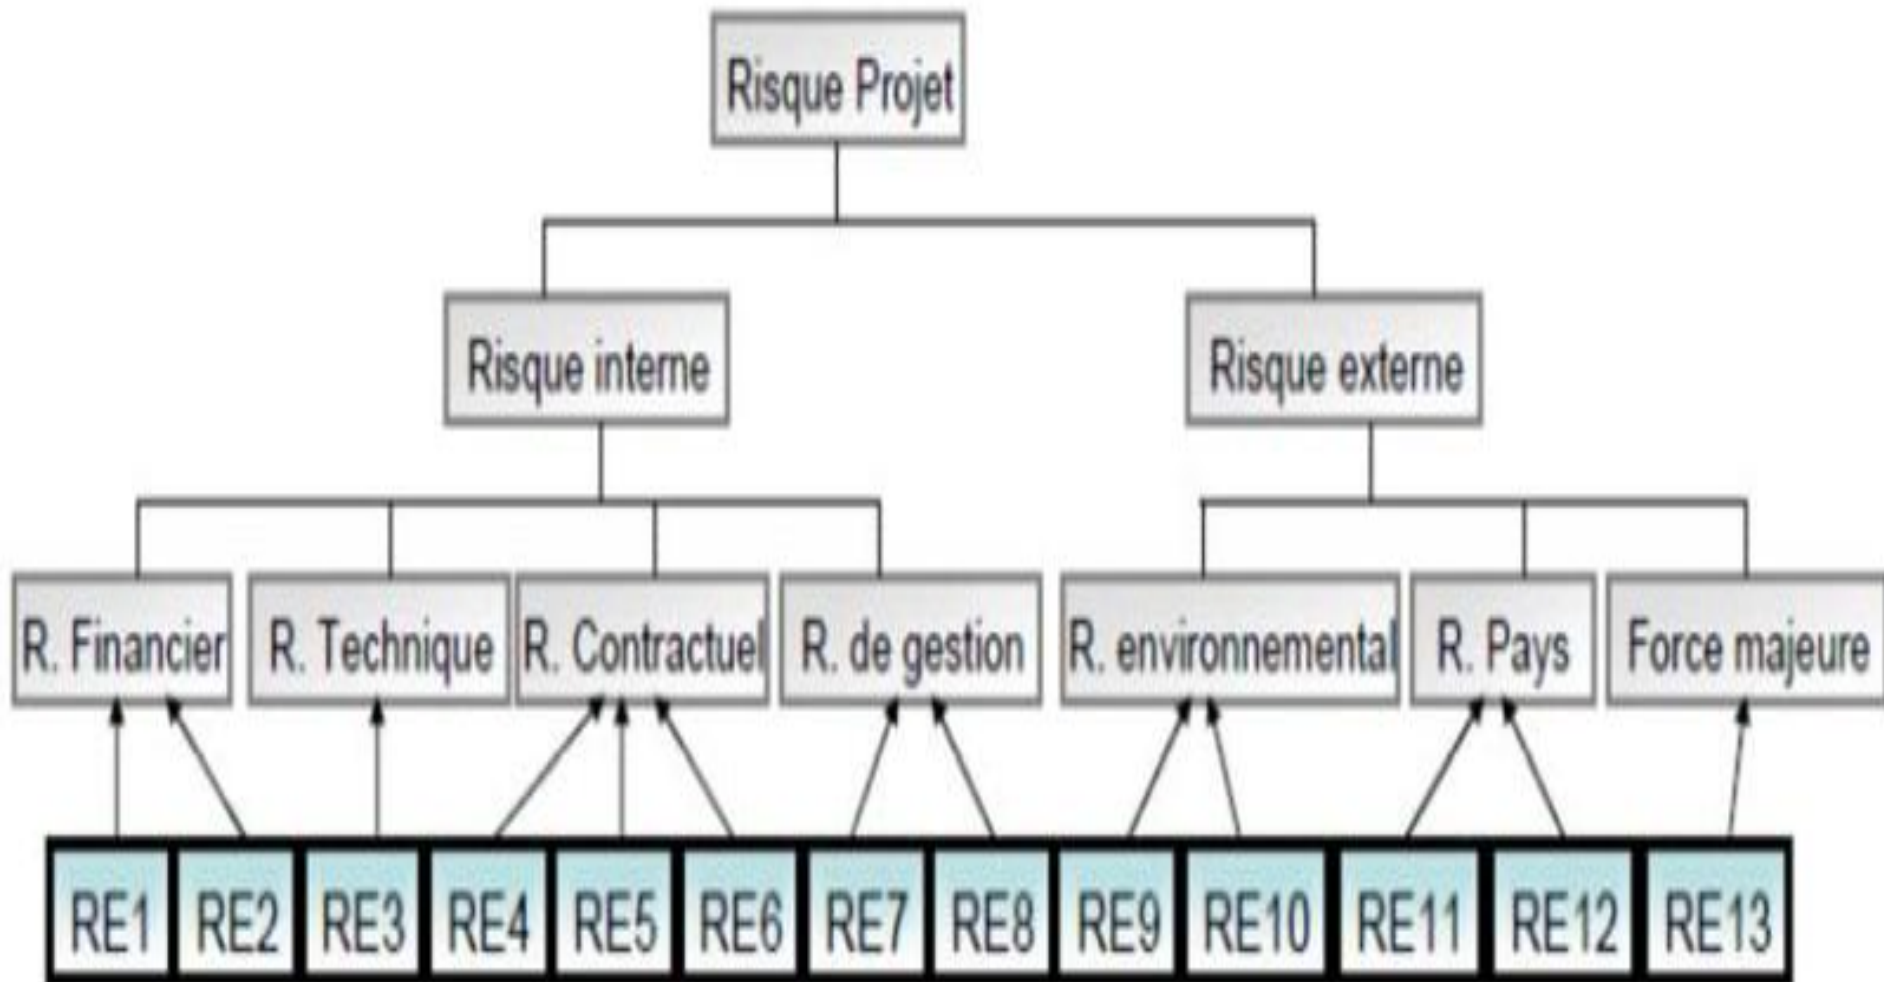 Risque Projet
Risque interne
Risque externe
R. Financier
R. Technique
R. Contractuel
R. de gestion
R. environnemental
R. Pays
Force majeure
RE1
RE2
RE3
RE4
RE5
RE6
RE7
RE8
RE9
RE10
RE11
RE12
RE13